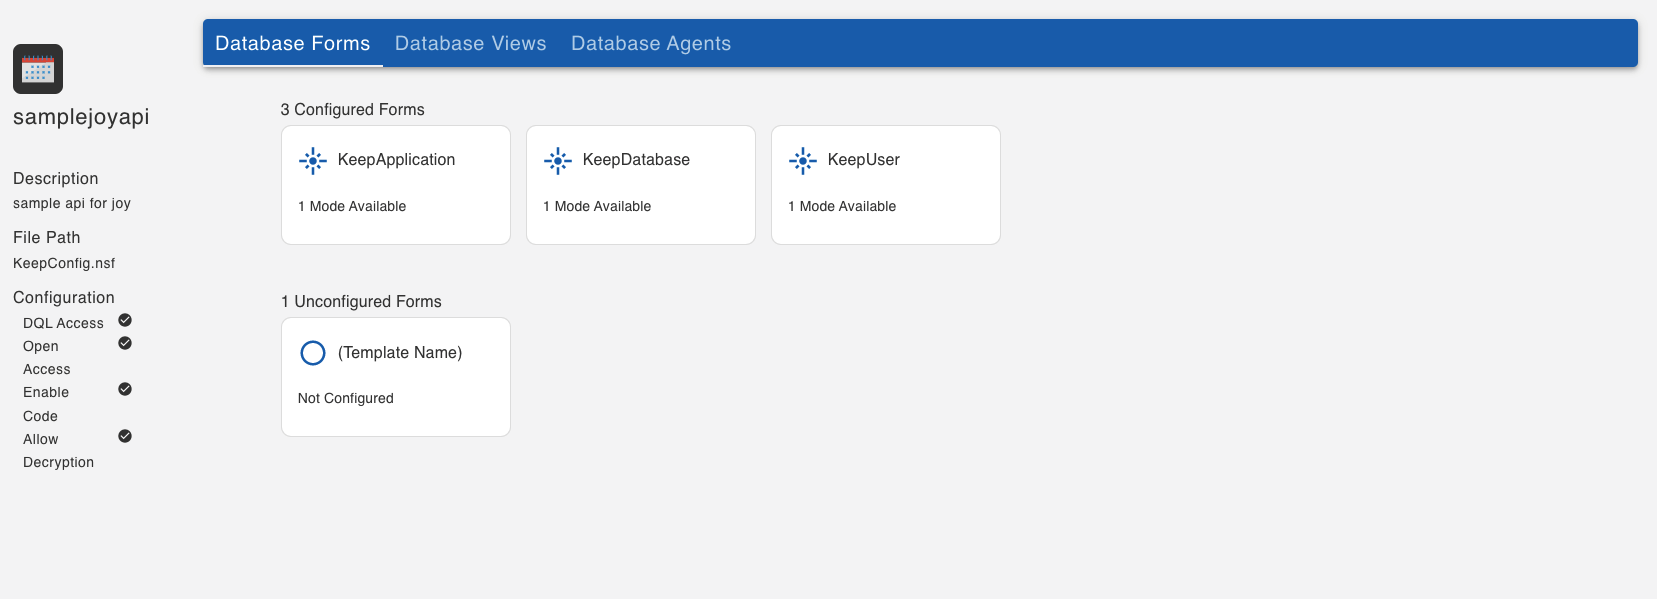 Database Forms Database Views Database Agents
samplejoyapi
Description
sample api for joy
File Path
KeepConfig.nsf
Configuration
DQL Access
Open
Access
Enable
Code
Allow
Decryption
3 Configured Forms
KeepApplication
1 Mode Available
KeepDatabase
1 Mode Available
KeepUser
1 Mode Available
1 Unconfigured Forms
(Template Name)
Not Configured